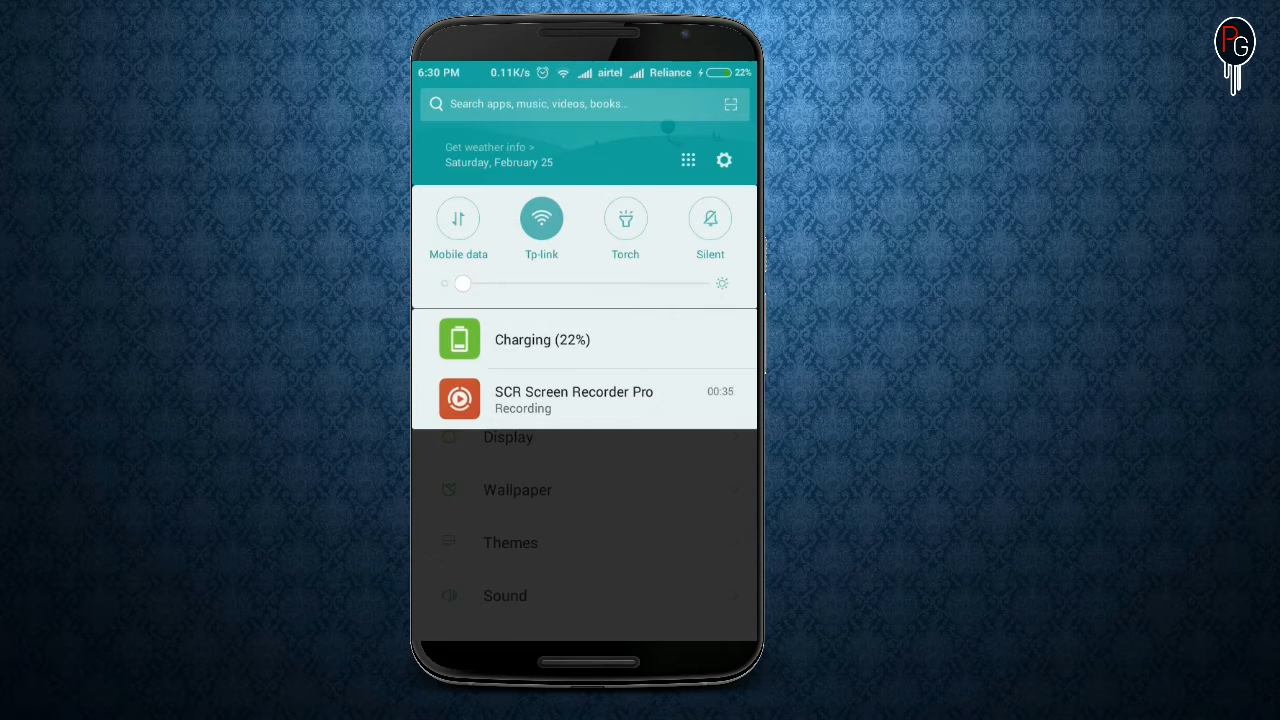 PG
6:30 PM 0.11K/s airtel Reliance 22%
Search apps, music, videos, books...
Get weather info >
Saturday, February 25
Mobile data Tp-link Torch Silent
Charging (22%)
SCR Screen Recorder Pro 00:35
Recording
Display
Wallpaper
Themes
Sound